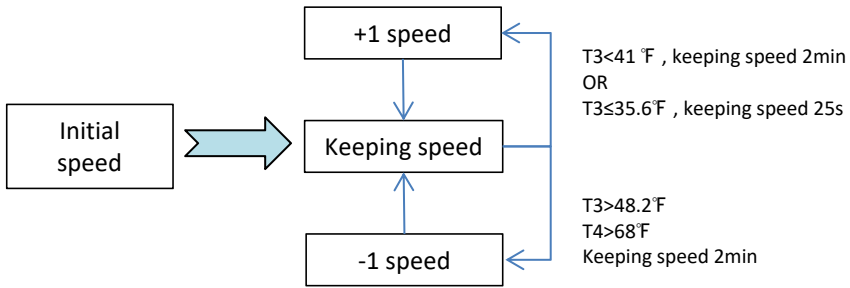 +1 speed
T3<41℉ , keeping speed 2min
OR
T3≤35.6℉ , keeping speed 25s
Initial
speed
Keeping speed
T3>48.2℉
T4>68℉
Keeping speed 2min
-1 speed